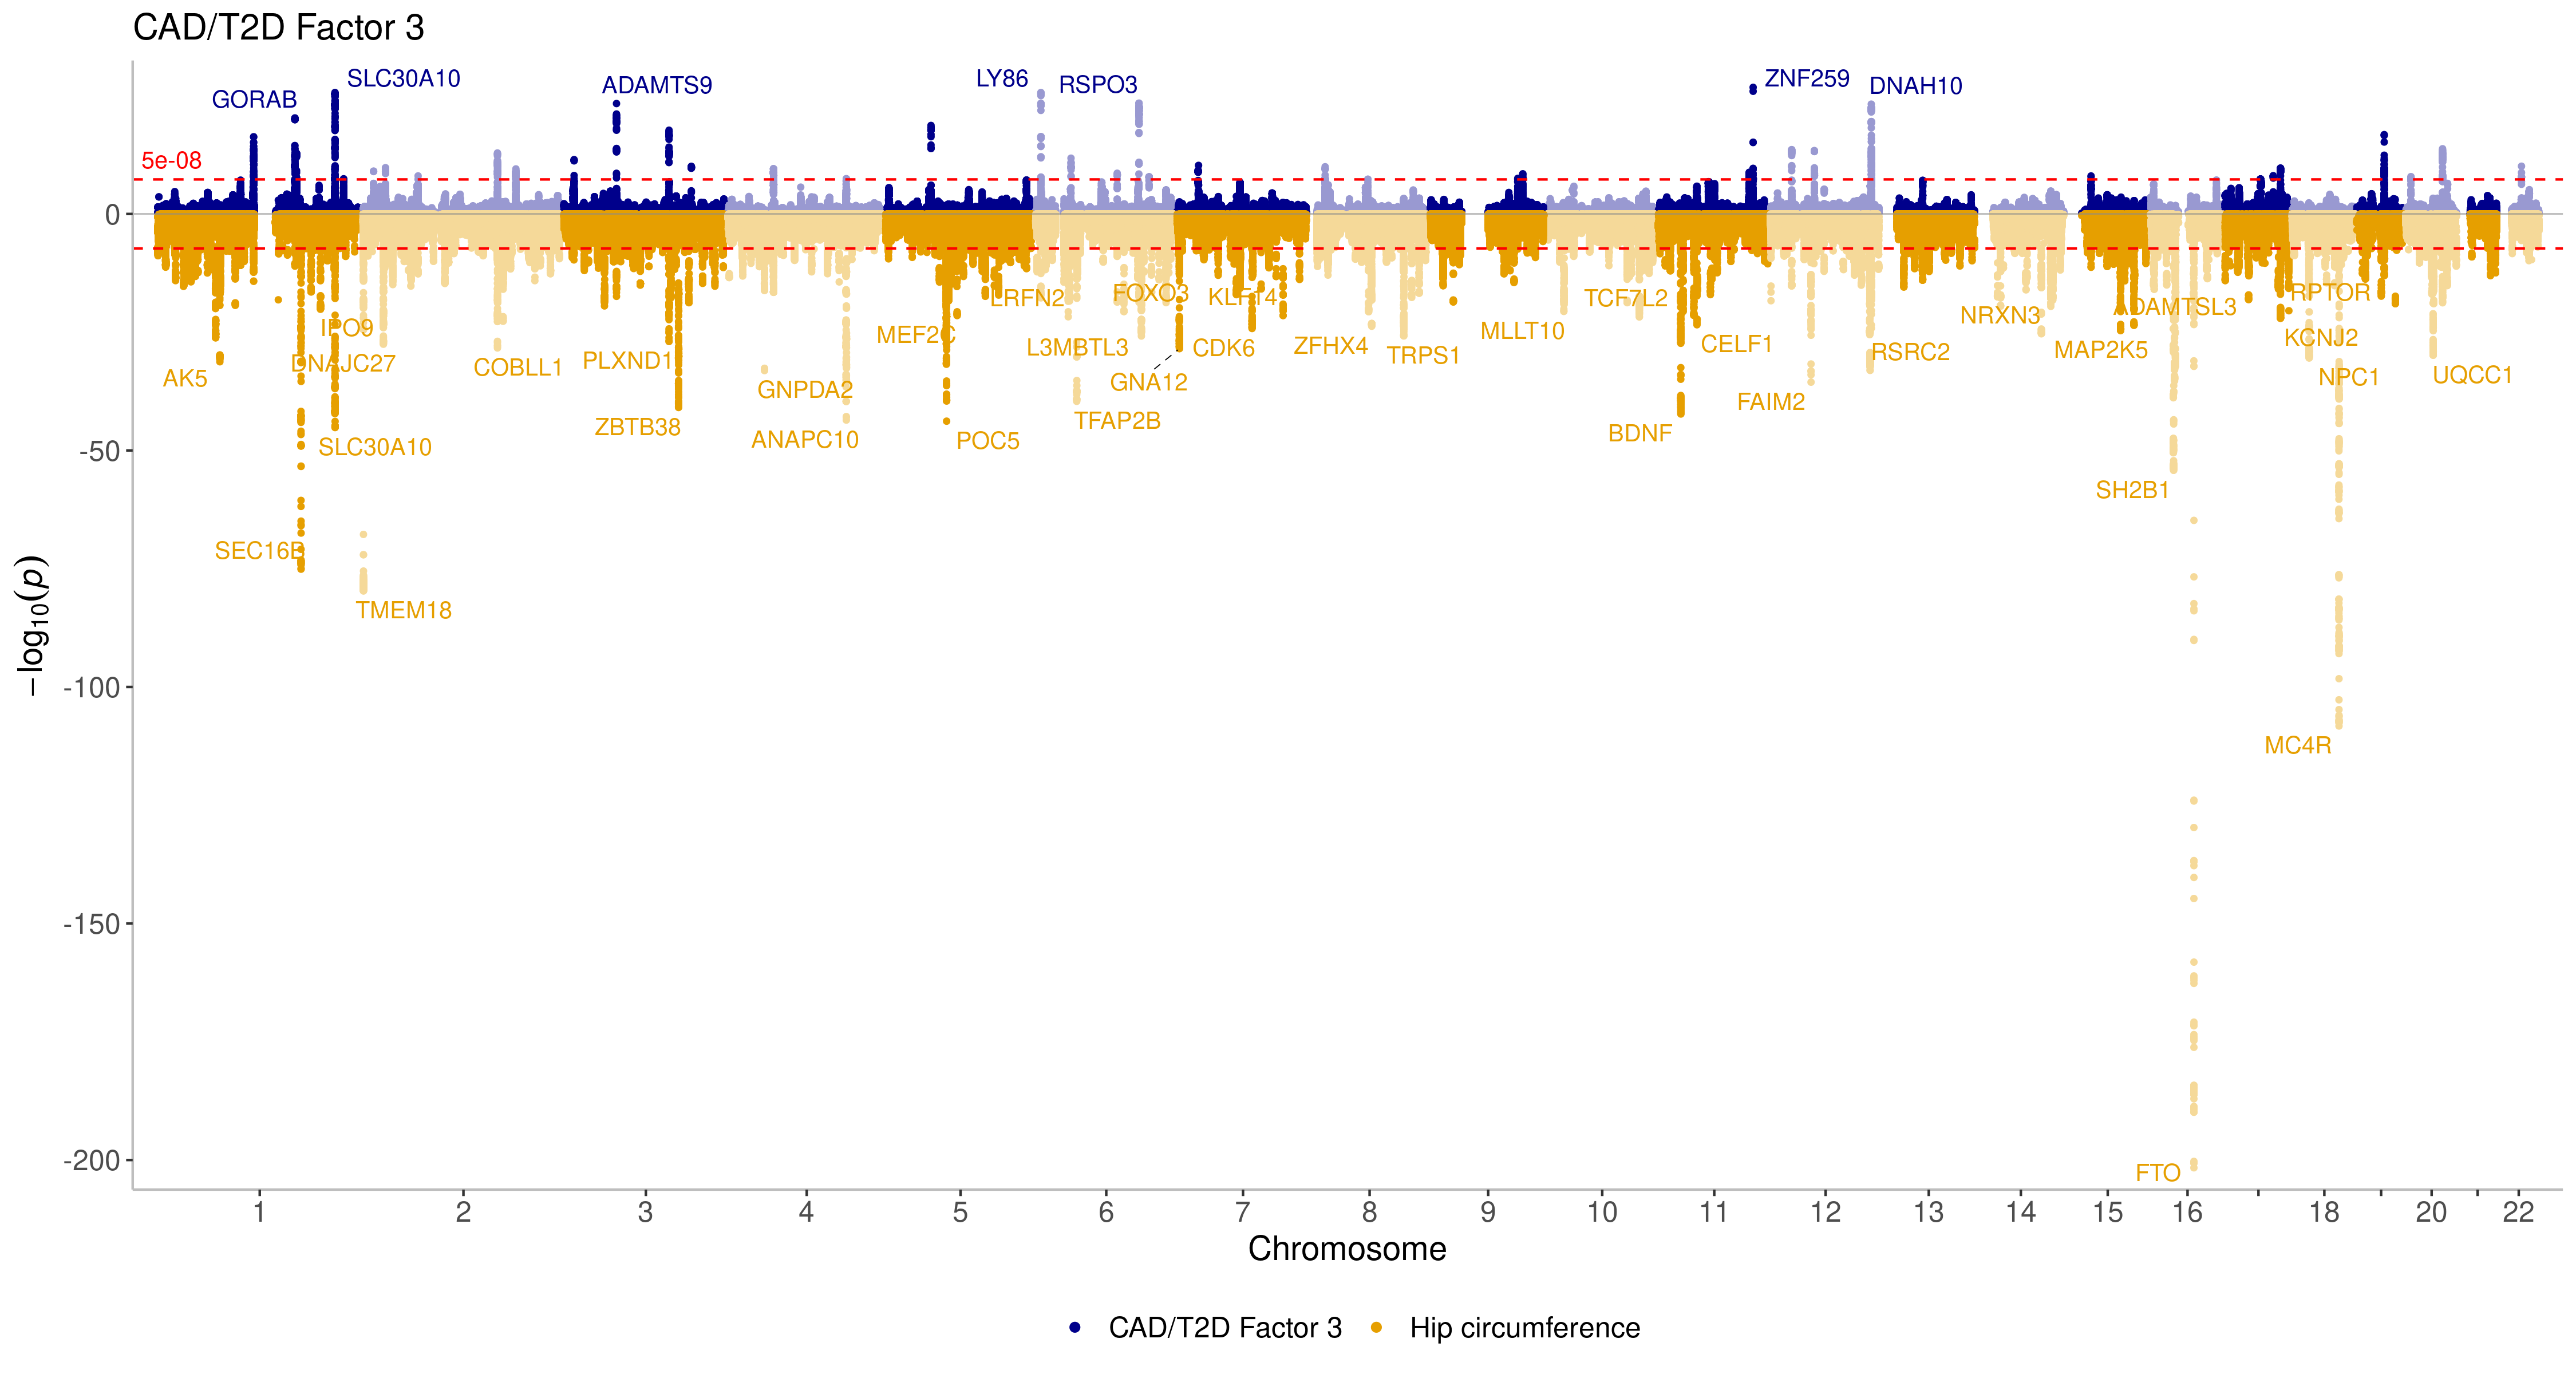 CAD/T2D Factor 3
SLC30A10
ADAMTS9
LY86
RSPO3
ZNF259
DNAH10
GORAB
5e-08
0
LRFN2
FOXO3
KLF14
TCF7L2
RPTOR
ADAMTSL3
NRXN3
IPO9
MEF2C
MLLT10
KCNJ2
CELF1
L3MBTL3
CDK6
ZFHX4
MAP2K5
RSRC2
TRPS1
DNAJC27
PLXND1
COBLL1
AK5
GNA12
NPC1
UQCC1
GNPDA2
FAIM2
TFAP2B
ZBTB38
BDNF
ANAPC10
POC5
SLC30A10
-50
SH2B1
SEC16B
TMEM18
-100
MC4R
-150
-200
FTO
−log10(p)
1 2 3 4 5 6 7 8 9 10 11 12 13 14 15 16 18 20 22
Chromosome
CAD/T2D Factor 3 Hip circumference